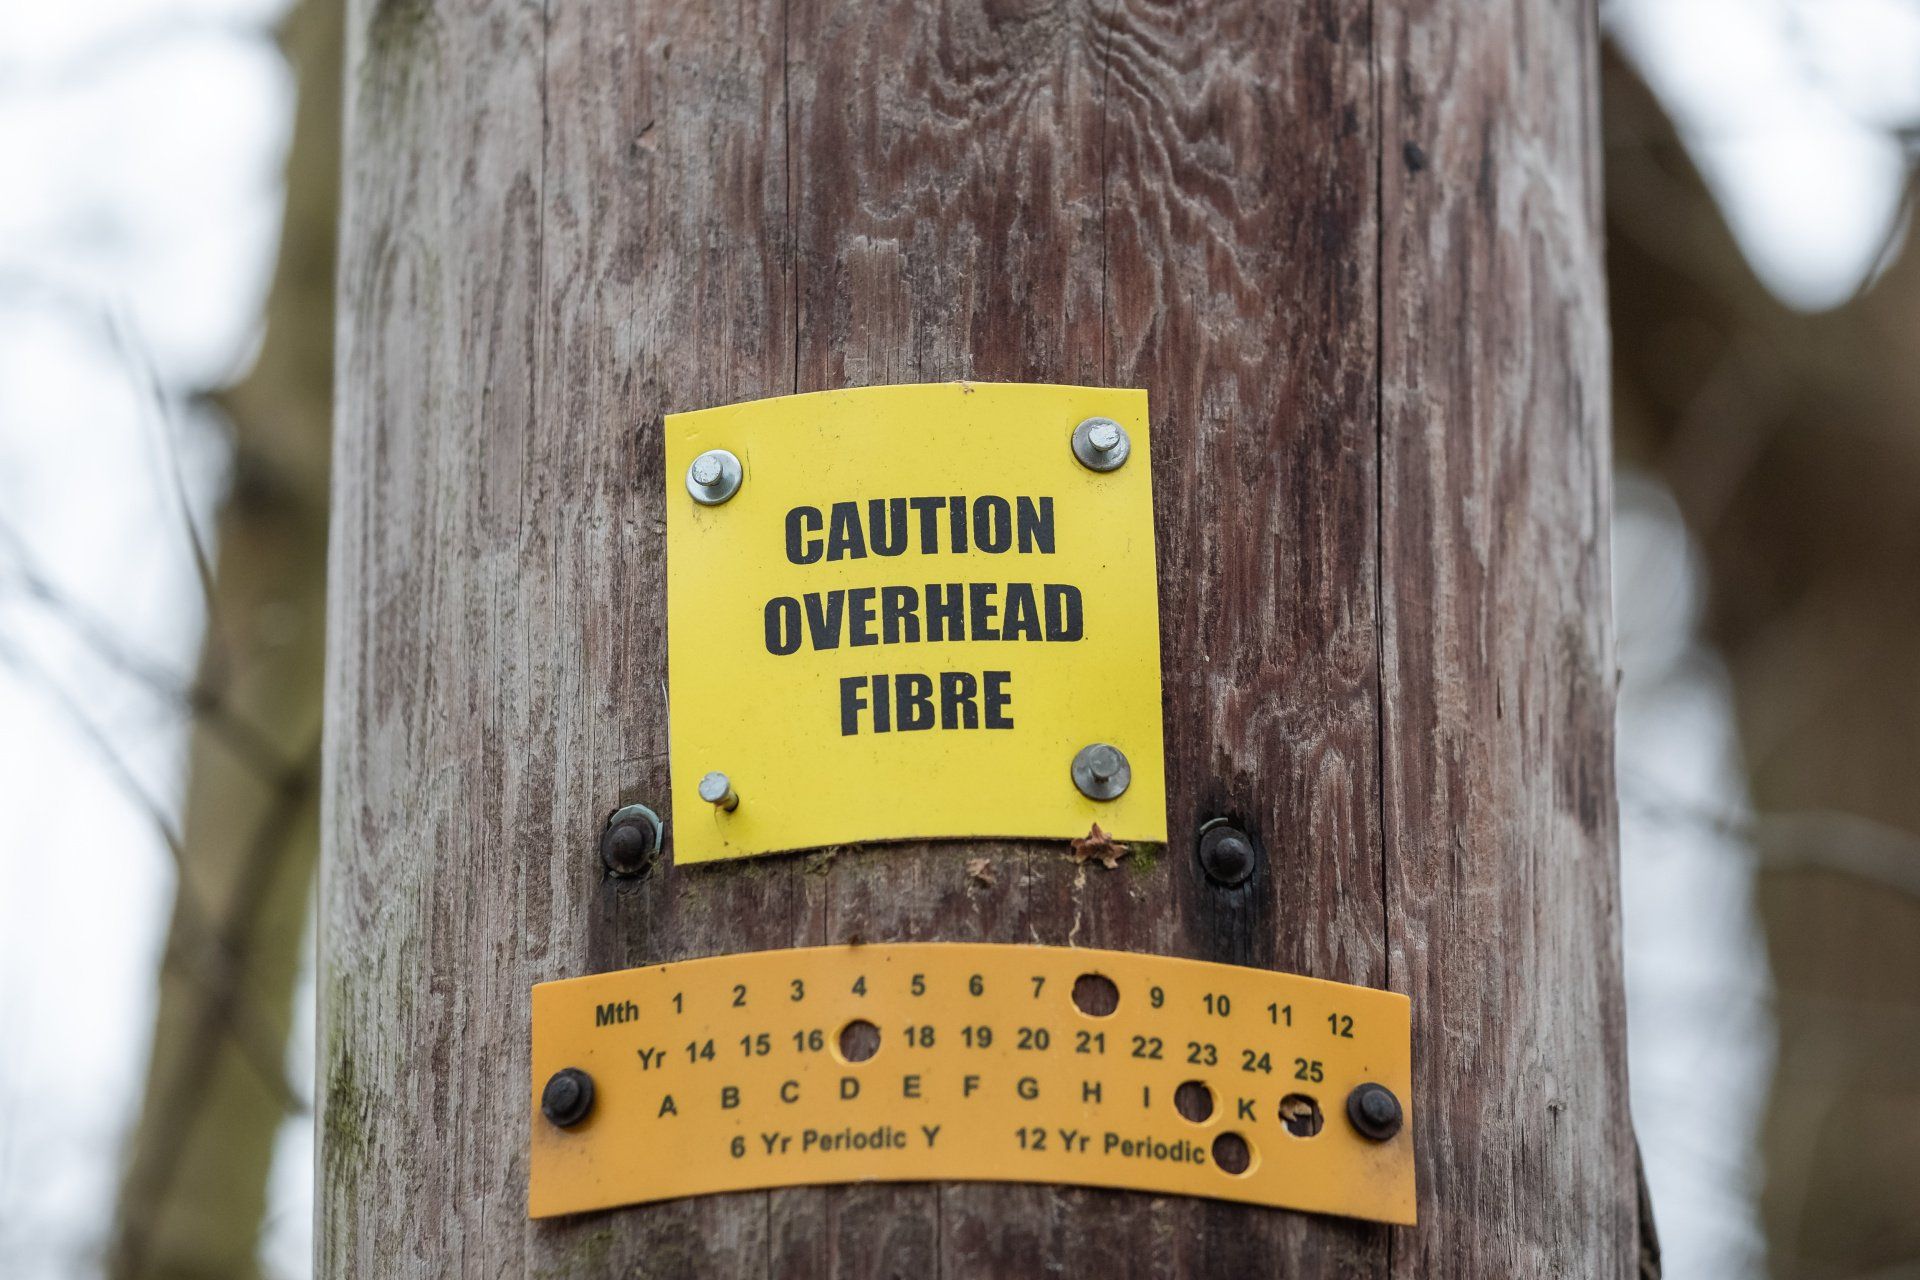 CAUTION
OVERHEAD
FIBRE
Mth 1 2 3 4 5 6 7 9 10 11 12
Yr 14 15 16 18 19 20 21 22 23 24 25
A B C D E F G H I K
6 Yr Periodic Y 12 Yr Periodic